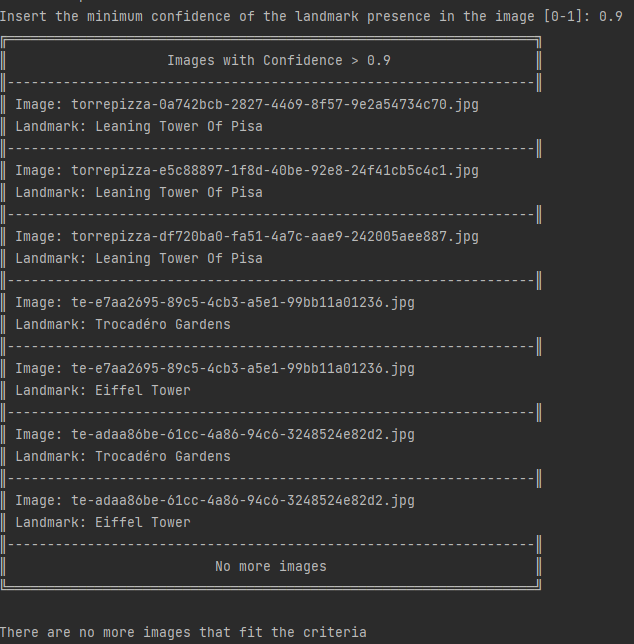 Insert the minimum confidence of the landmark presence in the image [0-1]: 0.9
Images with Confidence > 0.9
Image: torrepizza-0a742bcb-2827-4469-8f57-9e2a54734c70.jpg
Landmark: Leaning Tower Of Pisa
Image: torrepizza-e5c88897-1f8d-40be-92e8-24f41cb5c4c1.jpg
Landmark: Leaning Tower Of Pisa
Image: torrepizza-df720ba0-fa51-4a7c-aae9-242005aee887.jpg
Landmark: Leaning Tower Of Pisa
Image: te-e7aa2695-89c5-4cb3-a5e1-99bb11a01236.jpg
Landmark: Trocadéro Gardens
Image: te-e7aa2695-89c5-4cb3-a5e1-99bb11a01236.jpg
Landmark: Eiffel Tower
Image: te-adaa86be-61cc-4a86-94c6-3248524e82d2.jpg
Landmark: Trocadéro Gardens
Image: te-adaa86be-61cc-4a86-94c6-3248524e82d2.jpg
Landmark: Eiffel Tower
No more images
There are no more images that fit the criteria